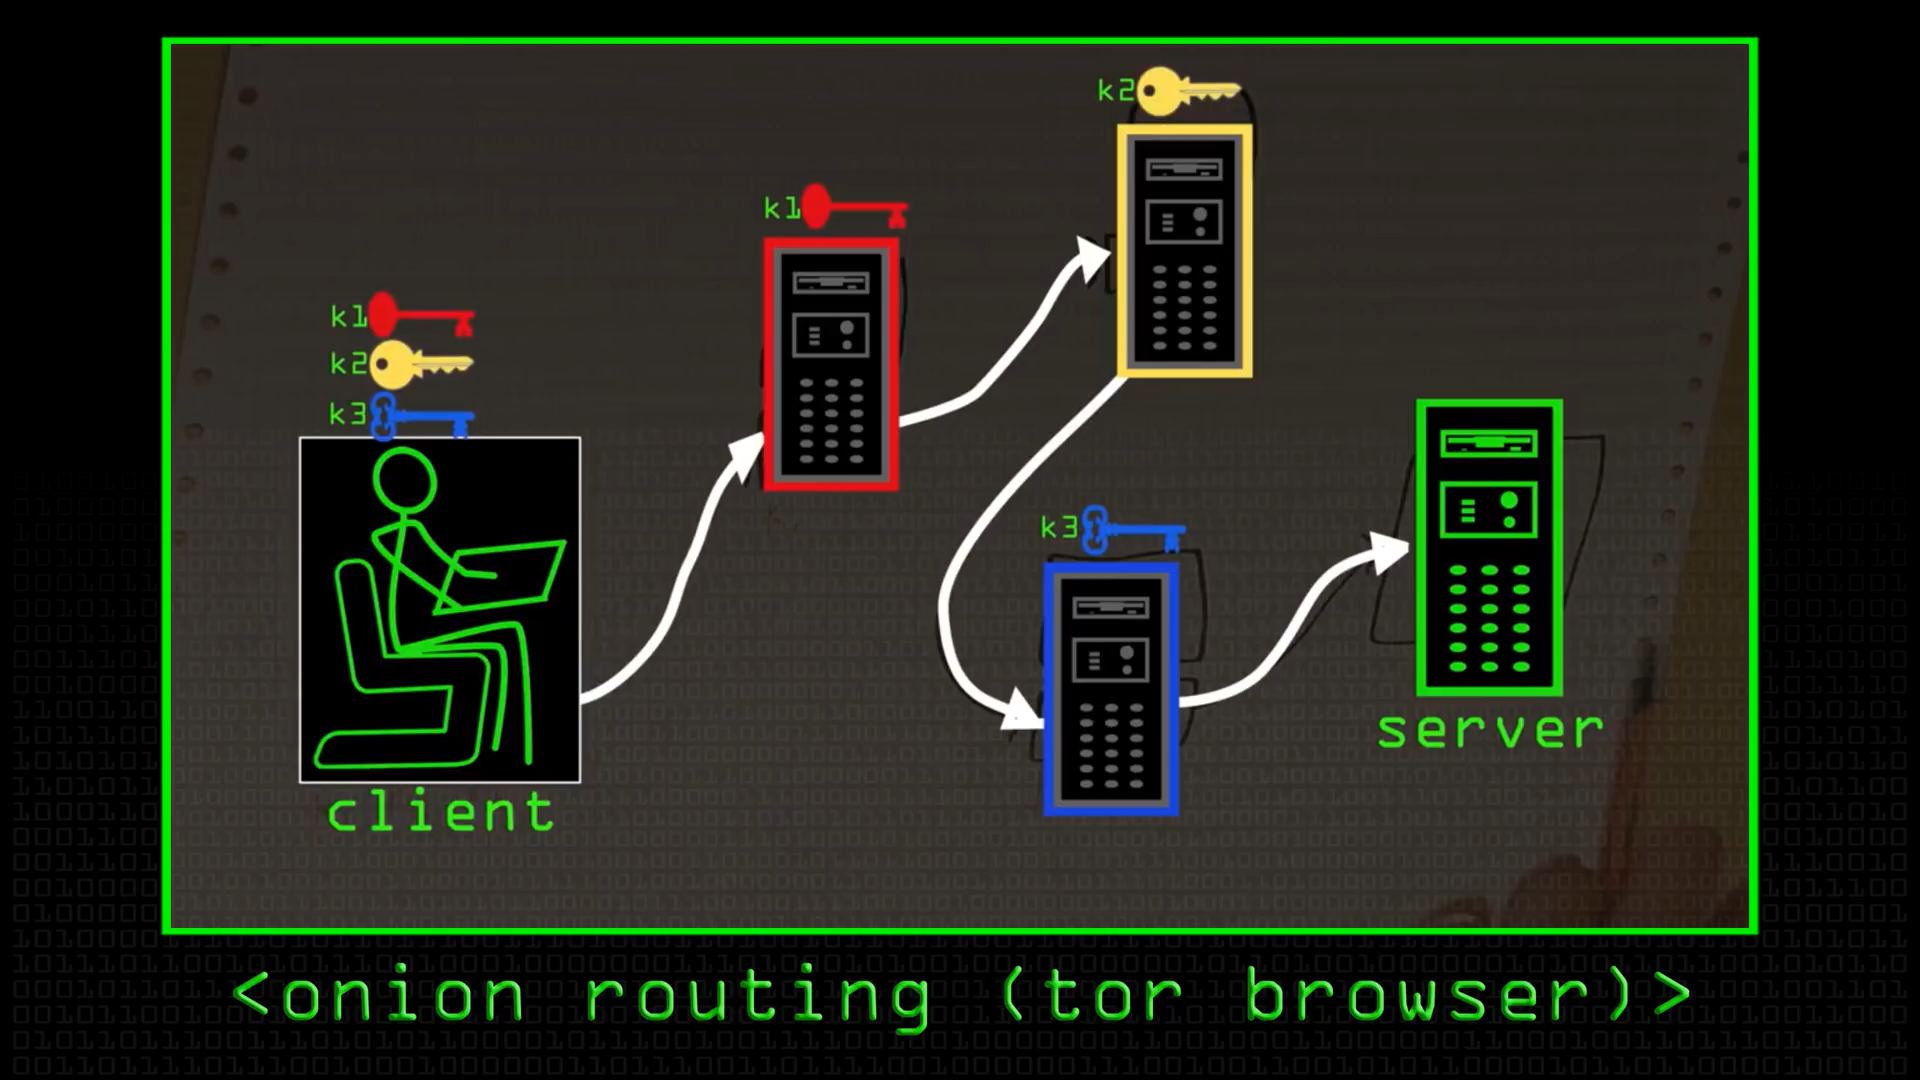 k2
k1
k1
k2
k3
k3
server
client
<onion routing (tor browser)>